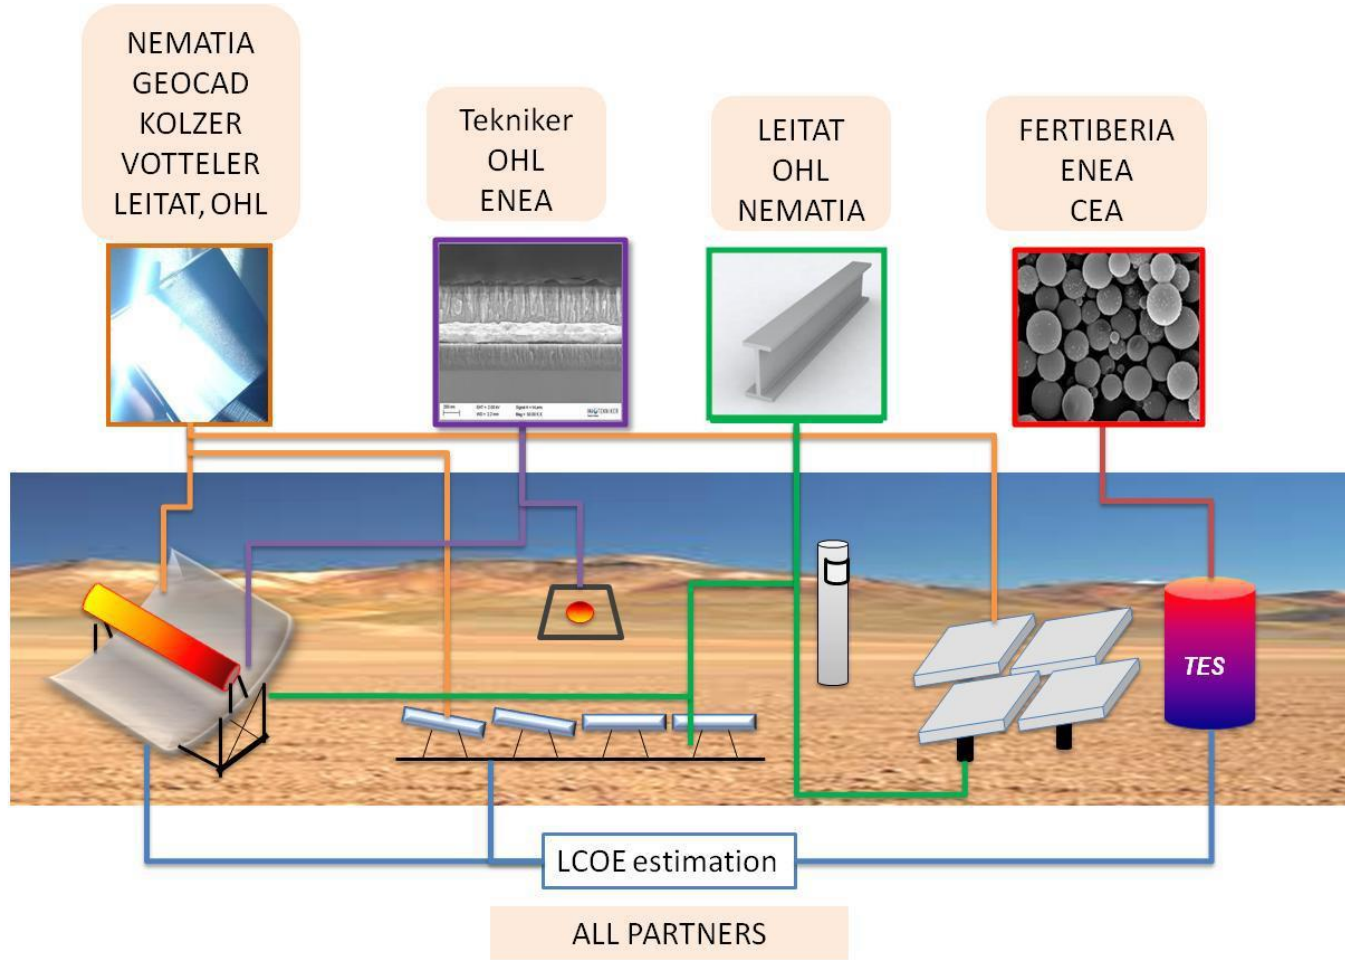 NEMATIA
GEOCAD
KOLZER
VOTTELER
LEITAT, OHL
Tekniker
OHL
ENEA
LEITAT
OHL
NEMATIA
FERTIBERIA
ENEA
CEA
TES
LCOE estimation
ALL PARTNERS